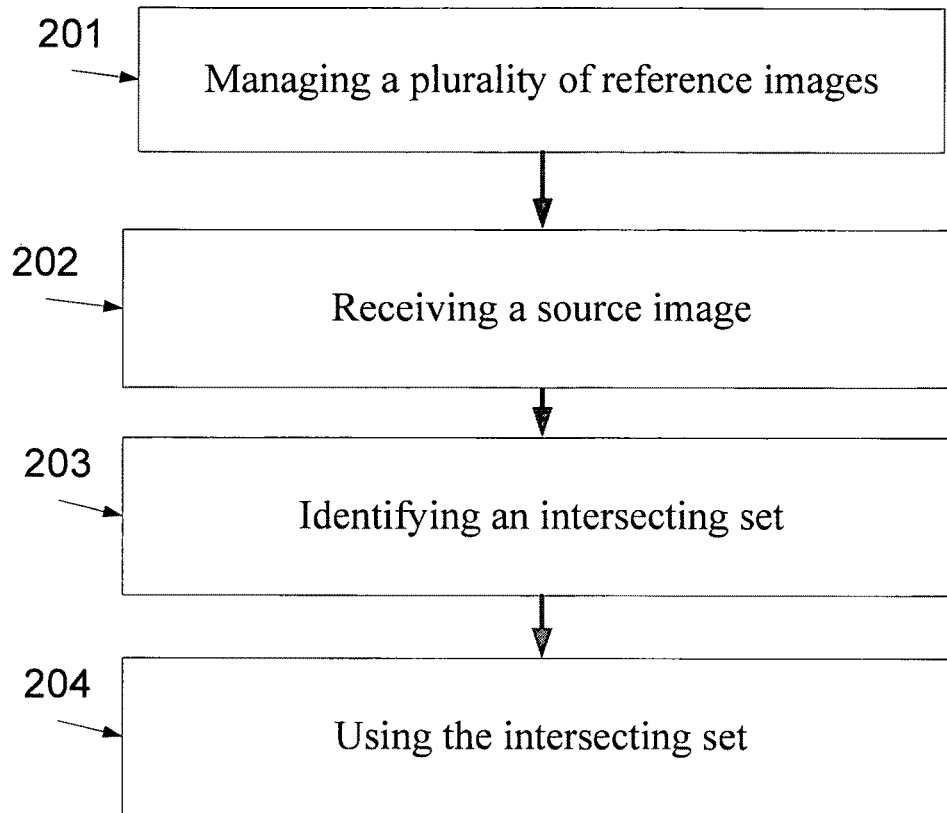 201
Managing a plurality of reference images
202
Receiving a source image
203
Identifying an intersecting set
204
Using the intersecting set